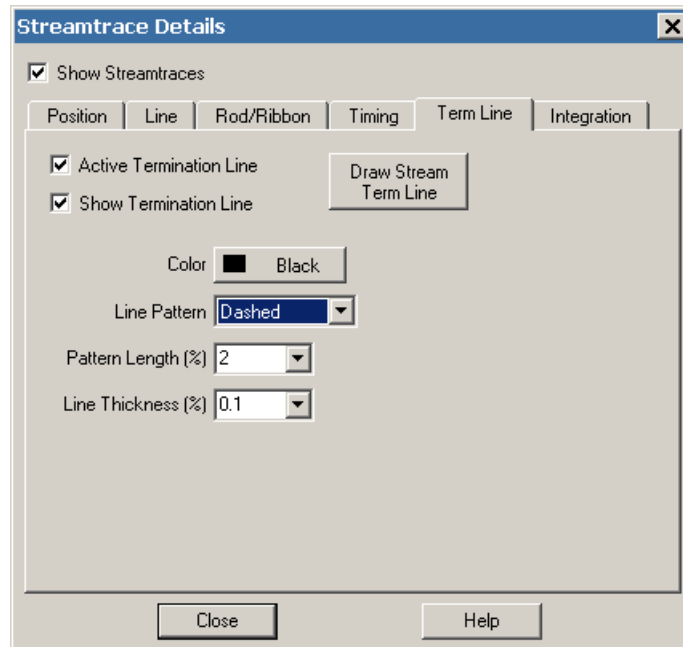 Streamtrace Details
Show Streamtraces
Position Line Rod/Ribbon Timing Term Line Integration
Active Termination Line
Show Termination Line
Draw Stream
Term Line
Color Black
Line Pattern Dashed
Pattern Length (%) 2
Line Thickness (%) 0.1
Close Help